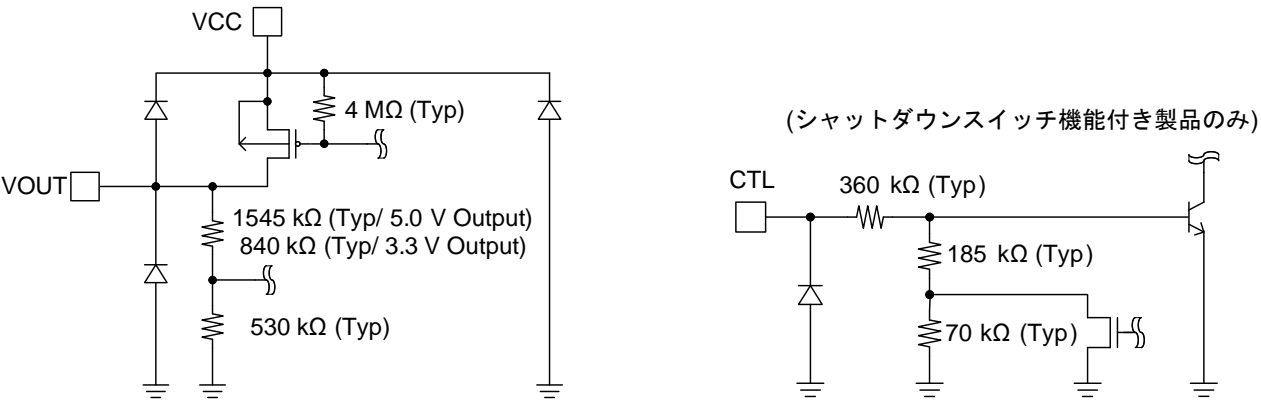 VCC
4 MΩ (Typ)
VOUT
1545 kΩ (Typ/ 5.0 V Output)
840 kΩ (Typ/ 3.3 V Output)
530 kΩ (Typ)
(シャットダウンスイッチ機能付き製品のみ)
CTL
360 kΩ (Typ)
185 kΩ (Typ)
70 kΩ (Typ)